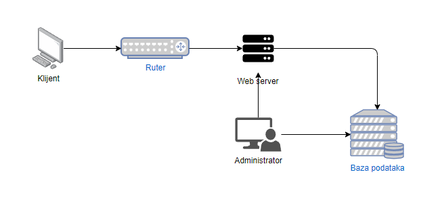 Klijent
Ruter
Web server
Administrator
Baza podataka